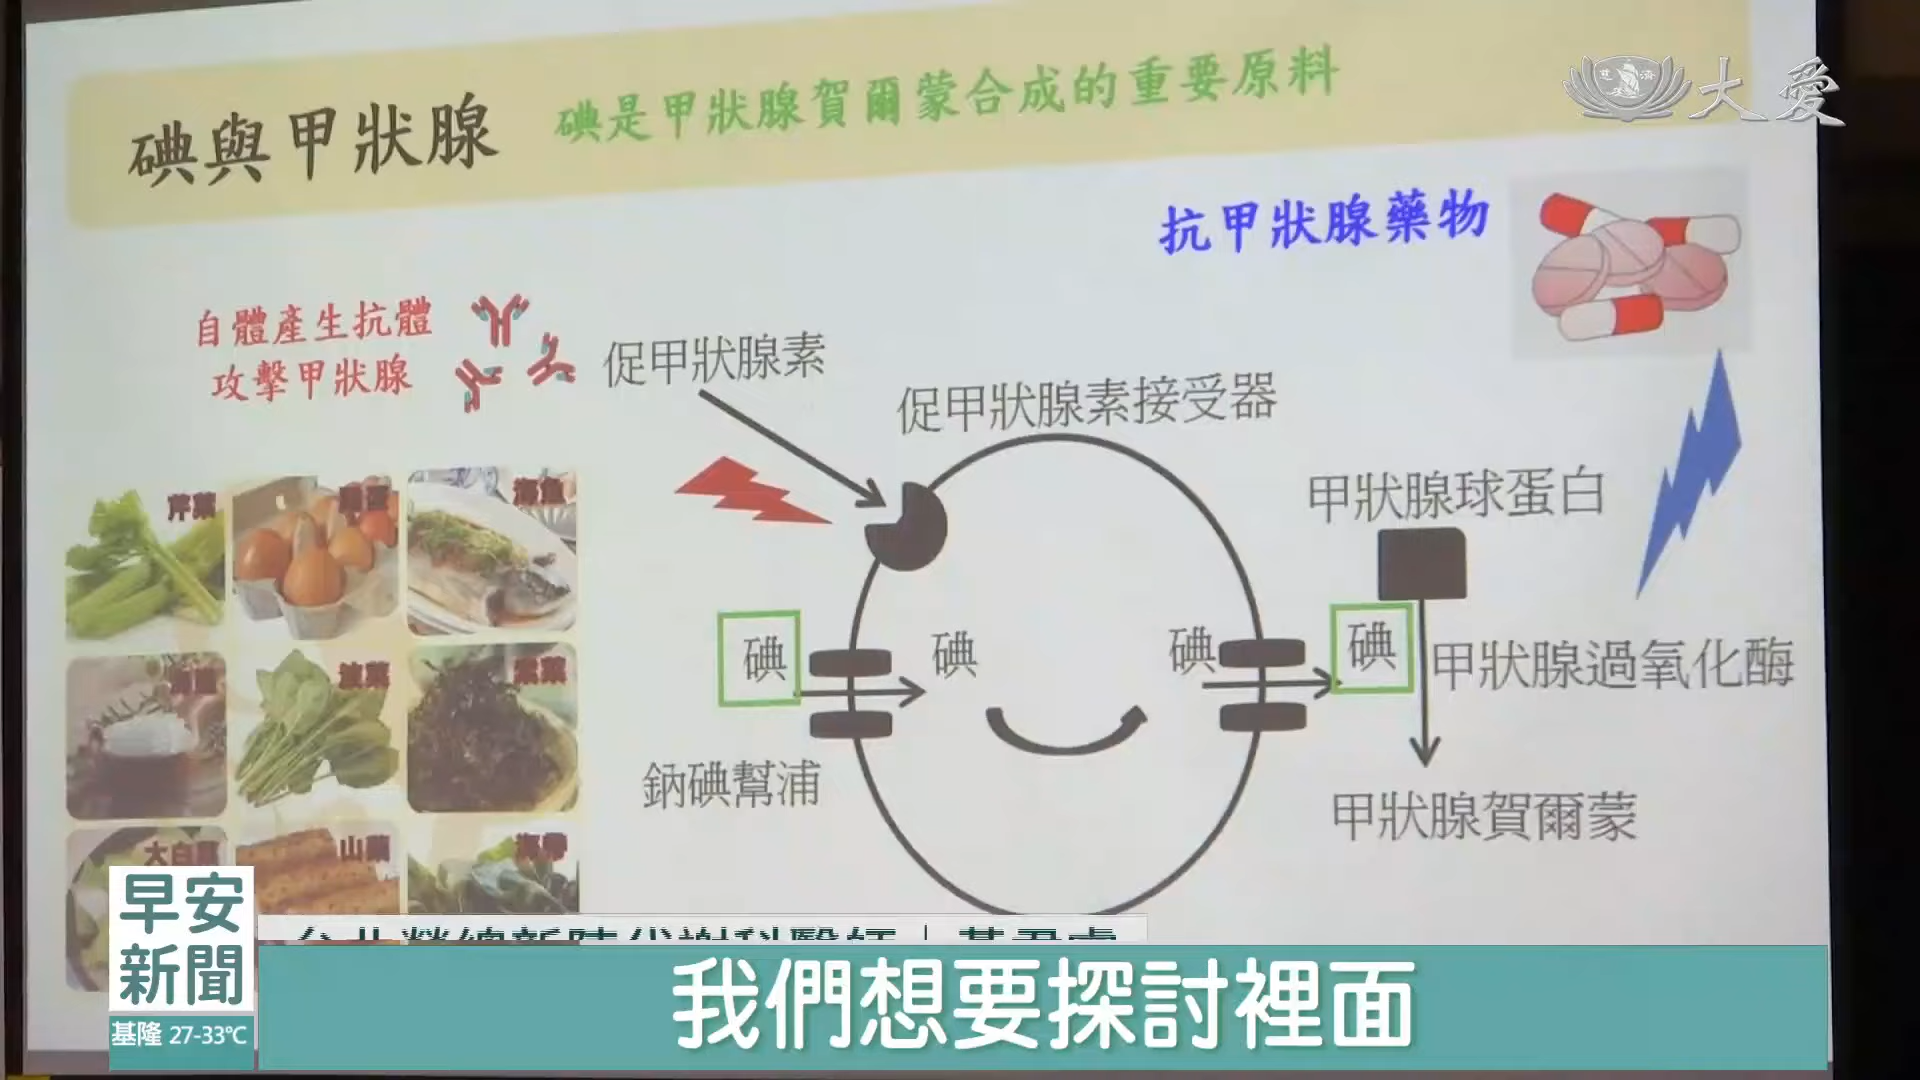 碘與甲狀腺 碘是甲狀腺賀爾蒙合成的重要原料
慈 濟
大愛
抗甲狀腺藥物
自體產生抗體
攻擊甲狀腺
促甲狀腺素
促甲狀腺素接受器
甲狀腺球蛋白
芹菜
海魚
碘
碘
碘
碘
甲狀腺過氧化酶
鈉碘幫浦
甲狀腺賀爾蒙
菠菜
紫菜
大白菜
山藥
海帶
早安
新聞
基隆 27-33℃
我們想要探討裡面